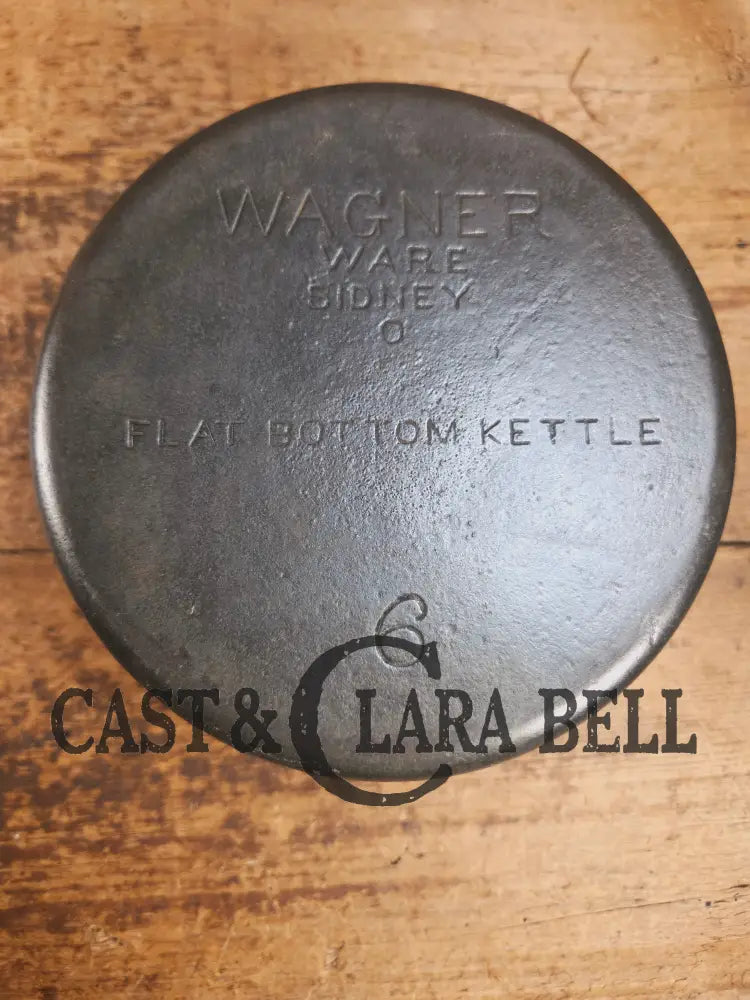 WAGNER
WARE
SIDNEY
O
FLAT BOTTOM KETTLE
6
CAST & CLARA BELL